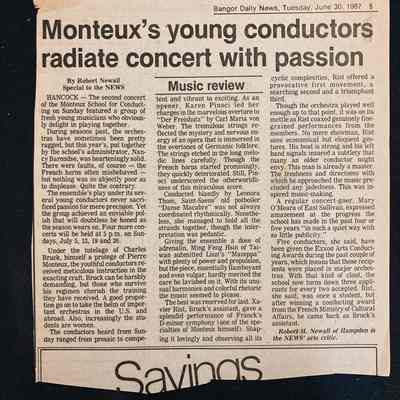 Bangor Daily News, Tuesday, June 30, 1987 5
Monteux's young conductors
radiate concert with passion
By Robert Newall
Special to the NEWS
HANCOCK — The second concert
of the Monteux School for Conduct-
ing on Sunday featured a group of
fresh young musicians who obvious-
ly delight in playing together.
During seasons past, the orches-
tras have sometimes been pretty
ragged, but this year's, put together
by the school's administrator, Nan-
cy Barendse, was hearteningly solid.
There were faults, of course — the
French horns often misbehaved —
but nothing was so objectly poor as
to displease. Quite the contrary.
The ensemble's play under its sev-
eral young conductors never sacri-
ficed passion for mere precision. Yet
the group achieved an enviable pol-
ish that will doubtless be honed as
the season wears on. Four more con-
certs will be held at 5 p.m. on Sun-
days, July 5, 12, 19 and 26.
Under the tutelage of Charles
Bruck, himself a protege of Pierre
Monteux, the youthful conductors re-
ceived meticulous instruction in the
exacting craft. Bruck can be harshly
demanding, but those who survive
his regimen cherish the training
they have received. A good propor-
tion go on to take the helm of impor-
tant orchestras in the U.S. and
abroad. Also, increasingly the stu-
dents are women.
The conductors heard from Sun-
day ranged from prosaic to compe-
Music review
tent and vibrant to exciting. As an
opener, Karen Pinsci led her
charges in the marvelous overture to
"Der Freishutz" by Carl Maria von
Weber. The tremulous strings re-
flected the mystery and nervous en-
ergy of an opera that is immersed in
the overtones of Germanic folklore.
The strings etched in the long melo-
dic lines carefully. Though the
French horns started promisingly,
they quickly deteriorated. Still, Pin-
sci underscored the otherworldli-
ness of this miraculous score.
Conducted blandly by Lenora
Thom, Saint-Saens' old potboiler
"Danse Macabre" was not always
coordinated rhythmically. Nonethe-
less, she managed to hold all the
strands together, though the inter-
pretation was pedantic.
Giving the ensemble a dose of
adrenalin, Ming Feng Hsin of Tai-
wan submitted Liszt's "Mazeppa"
with plenty of power and propulsion,
but the piece, essentially flamboyant
and even vulgar, hardly merited the
care he lavished on it. With its unu-
sual harmonies and colorful rhetoric
the music seemed to please.
The best was reserved for last. Xa-
vier Rist, Bruck's assistant, gave a
splendid performance of Franck's
D-minor symphony (one of the spe-
cialties of Monteux himself). Shap-
ing it lovingly and observing all its
cyclic complexities, Rist offered a
provocative first movement, a
searching second and a triumphant
third.
Though the orchestra played well
enough up to that point, it was on its
mettle as Rist coaxed genuinely fine-
grained performances from the
members. No mere showman, Rist
uses economical but eloquent ges-
tures. His beat is strong and his left
hand signals insured a subtlety that
many an older conductor might
envy. This man is already a master.
The freshness and directness with
which he approached the music pre-
cluded any jadedness. This was in-
spired music-making.
A regular concert-goer, Mary
O'Meara of East Sullivan, expressed
amazement at the progress the
school has made in the past four or
five years "in such a quiet way with
so little publicity."
Five conductors, she said, have
been given the Exxon Arts Conduct-
ing Awards during the past couple of
years, which insures that these recip-
ients were placed in major orches-
tras. With that kind of clout, the
school now turns down three appli-
cants for every two accepted. Rist,
she said, was once a student, but
after winning a conducting award
from the French Ministry of Cultural
Affairs, he came back as Bruck's
assistant.
Robert H. Newall of Hampden is
the NEWS' arts critic.
Savings